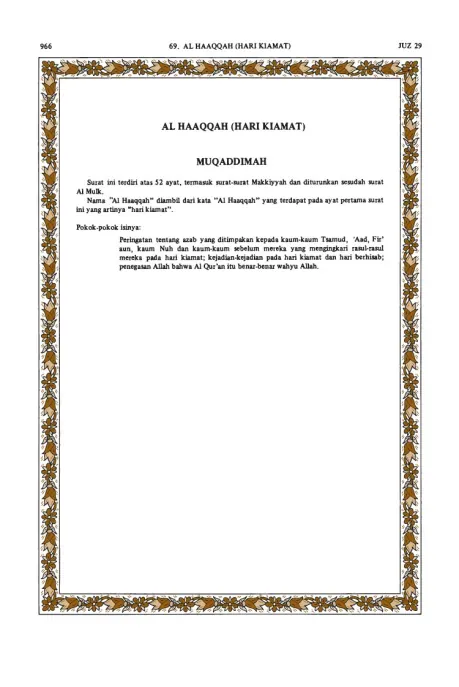 966 69. AL HAAQQAH (HARI KIAMAT) JUZ 29
AL HAAQQAH (HARI KIAMAT)
MUQADDIMAH
Surat ini terdiri atas 52 ayat, termasuk surat-surat Makkiyyah dan diturunkan sesudah surat
Al Mulk.
Nama "Al Haaqqah" diambil dari kata "Al Haaqqah" yang terdapat pada ayat pertama surat
ini yang artinya "hari kiamat".
Pokok-pokok isinya:
Peringatan tentang azab yang ditimpakan kepada kaum-kaum Tsamud, 'Aad, Fir'
aun, kaum Nuh dan kaum-kaum sebelum mereka yang mengingkari rasul-rasul
mereka pada hari kiamat; kejadian-kejadian pada hari kiamat dan hari berhisab;
penegasan Allah bahwa Al Qur'an itu benar-benar wahyu Allah.